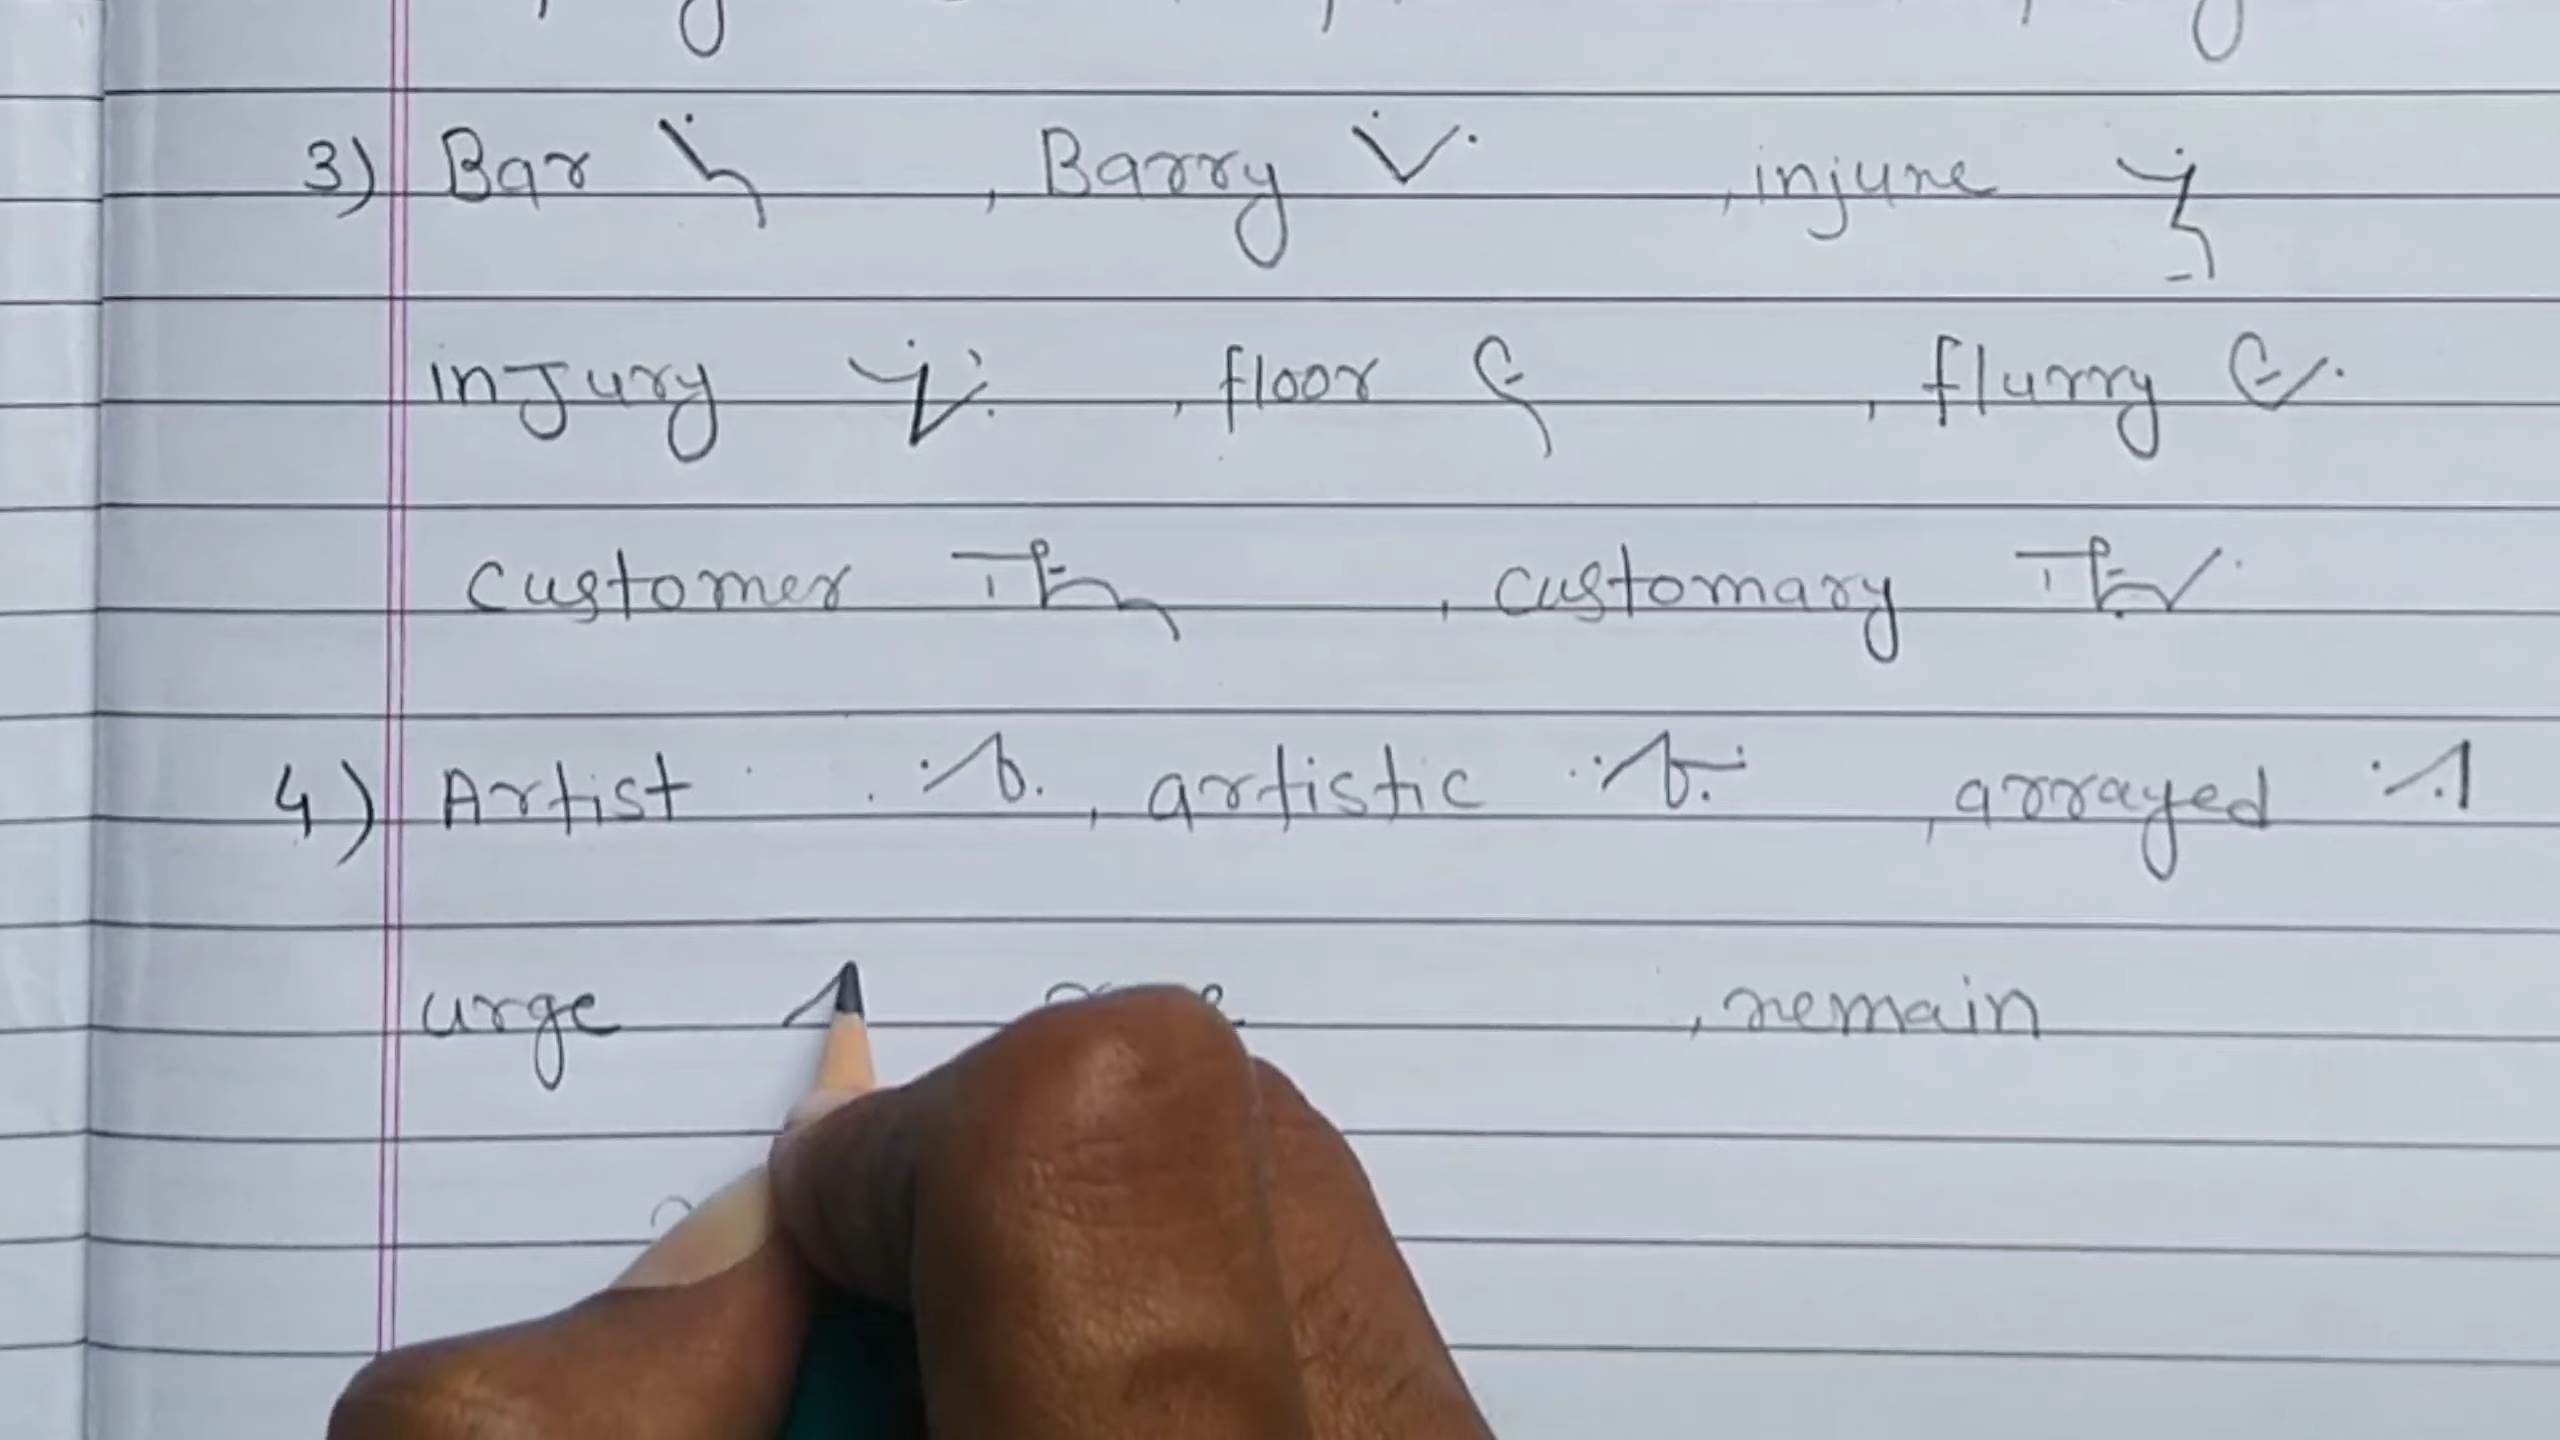 3) Bar , Barry , injure
injury , floor , flurry
customer , customary
4) Artist , artistic , arrayed
urge , remain